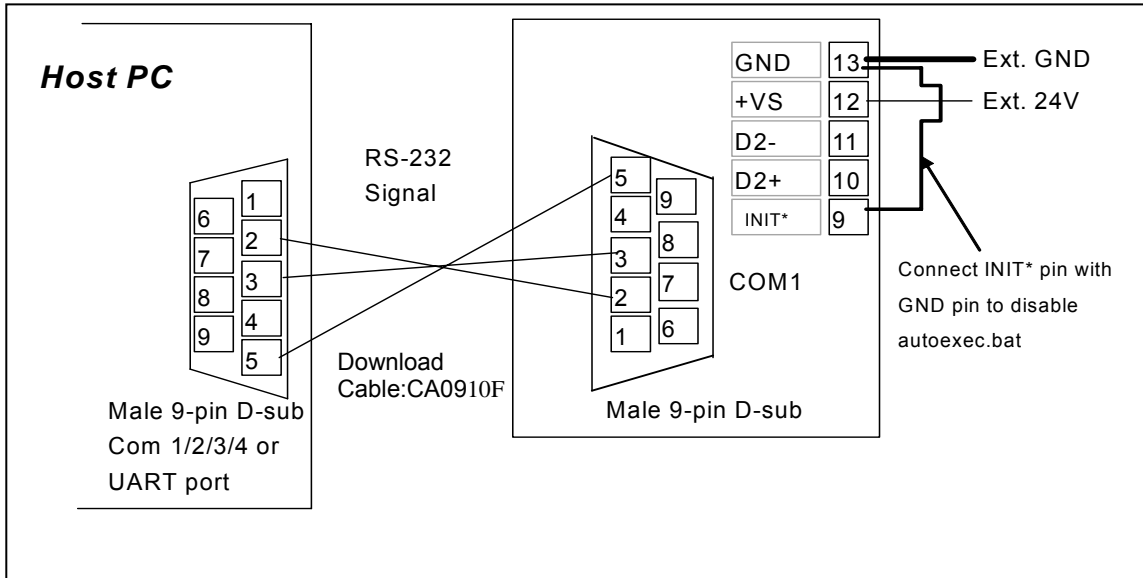 Host PC
6
7
8
9
1
2
3
4
5
Male 9-pin D-sub
Com 1/2/3/4 or
UART port
RS-232
Signal
Download
Cable:CA0910F
5
4
3
2
1
9
8
7
6
COM1
Male 9-pin D-sub
GND 13
+VS 12
D2- 11
D2+ 10
INIT* 9
Ext. GND
Ext. 24V
Connect INIT* pin with
GND pin to disable
autoexec.bat